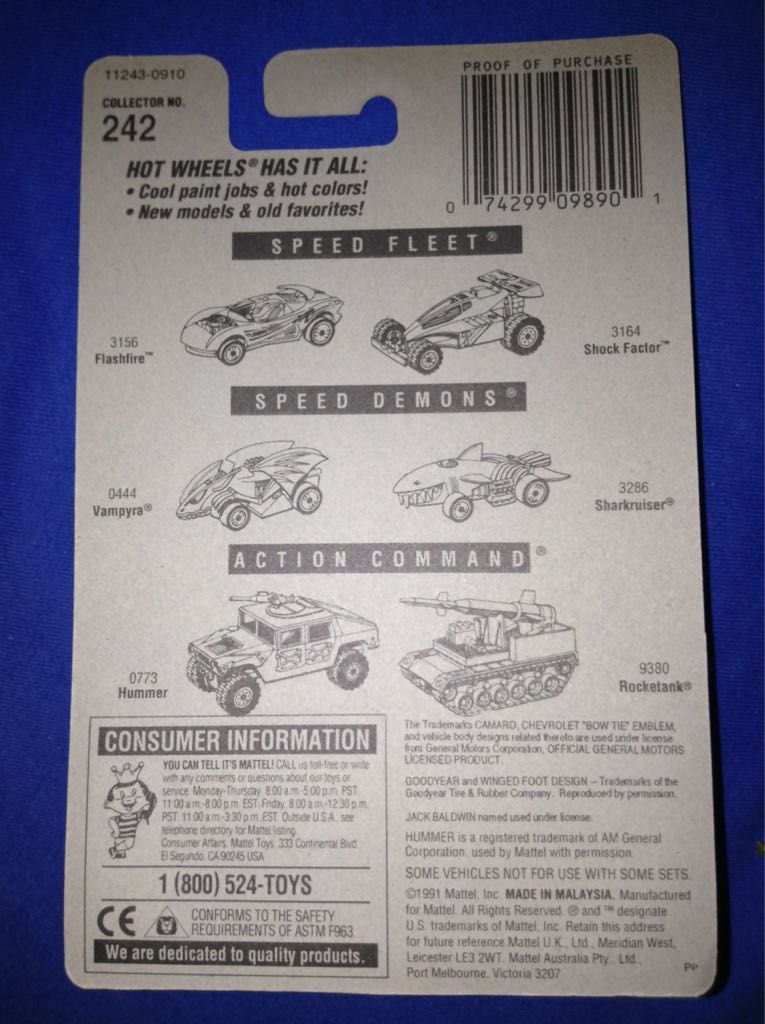 11243-0910
COLLECTOR NO.
242
PROOF OF PURCHASE
0 74299 09890 1
HOT WHEELS® HAS IT ALL:
• Cool paint jobs & hot colors!
• New models & old favorites!
SPEED FLEET®
3156
Flashfire™
3164
Shock Factor™
SPEED DEMONS®
0444
Vampyra®
3286
Sharkruiser®
ACTION COMMAND®
0773
Hummer
9380
Rocketank®
CONSUMER INFORMATION
YOU CAN TELL IT'S MATTEL! CALL us toll-free or write
with any comments or questions about our toys or
service. Monday-Thursday. 8:00 a.m.-5:00 p.m. PST.
11:00 a.m.-8:00 p.m. EST. Friday. 8:00 a.m.-12:30 p.m.
PST. 11:00 a.m.-3:30 p.m. EST. Outside U.S.A., see
telephone directory for Mattel listing.
Consumer Affairs. Mattel Toys. 333 Continental Blvd.
El Segundo. CA 90245 USA
1 (800) 524-TOYS
CE
CONFORMS TO THE SAFETY
REQUIREMENTS OF ASTM F963
We are dedicated to quality products.
The Trademarks CAMARO, CHEVROLET "BOW TIE" EMBLEM,
and vehicle body designs related thereto are used under license
from General Motors Corporation, OFFICIAL GENERAL MOTORS
LICENSED PRODUCT.
GOODYEAR and WINGED FOOT DESIGN – Trademarks of the
Goodyear Tire & Rubber Company. Reproduced by permission.
JACK BALDWIN named used under license.
HUMMER is a registered trademark of AM General
Corporation. used by Mattel with permission.
SOME VEHICLES NOT FOR USE WITH SOME SETS.
©1991 Mattel, Inc. MADE IN MALAYSIA. Manufactured
for Mattel. All Rights Reserved. ® and ™ designate
U.S. trademarks of Mattel. Inc. Retain this address
for future reference.Mattel U.K., Ltd., Meridian West,
Leicester LE3 2WT. Mattel Australia Pty., Ltd.,
Port Melbourne. Victoria 3207
PP